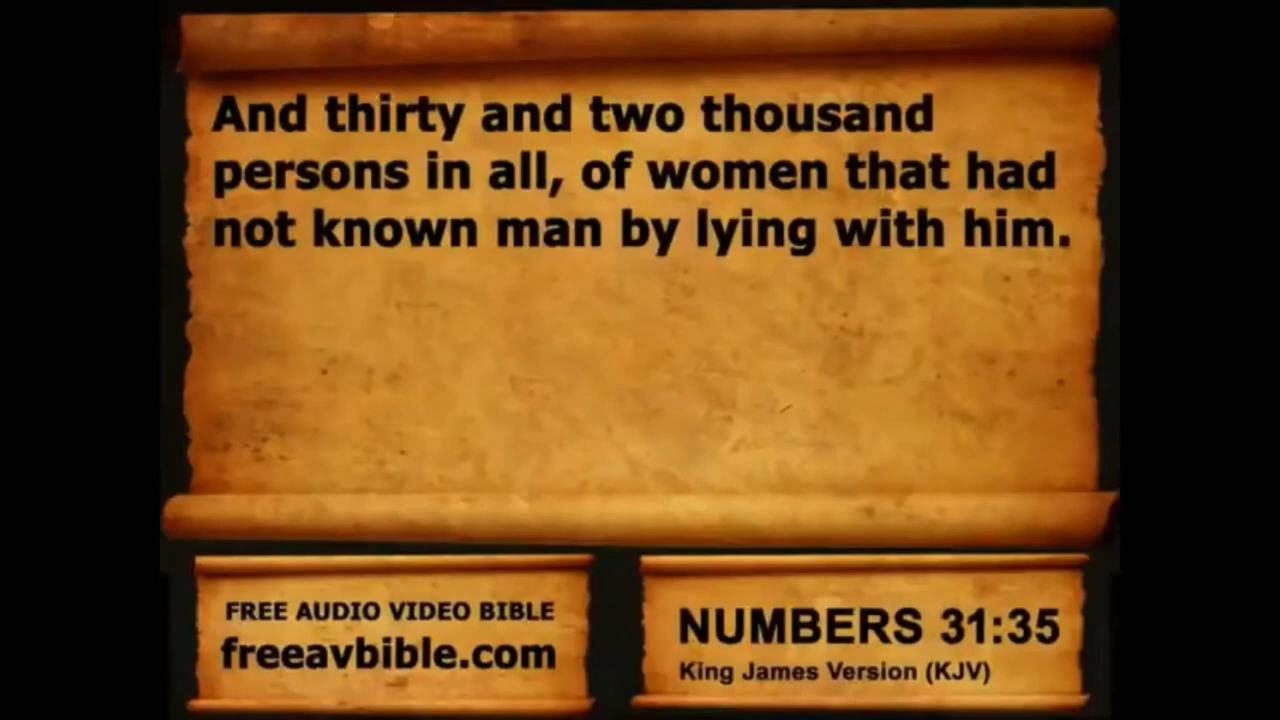 And thirty and two thousand
persons in all, of women that had
not known man by lying with him.
FREE AUDIO VIDEO BIBLE
freeavbible.com
NUMBERS 31:35
King James Version (KJV)